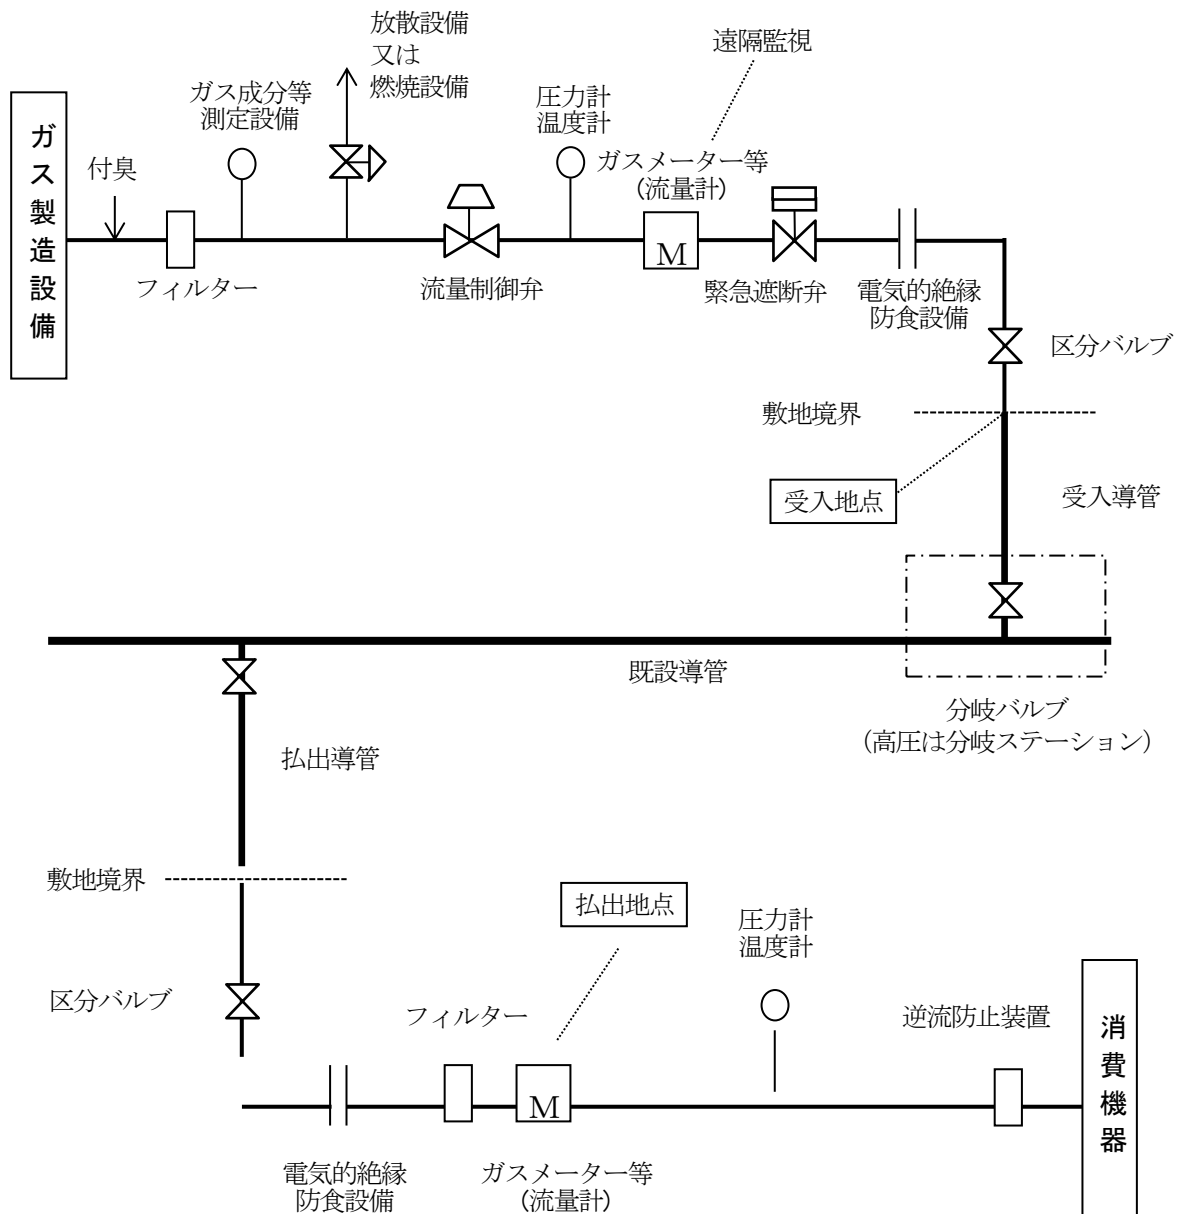 放散設備
又は
燃焼設備
遠隔監視
ガス成分等
測定設備
圧力計
温度計
ガスメーター等
(流量計)
ガス製造設備
付臭
M
フィルター
流量制御弁
緊急遮断弁
電気的絶縁
防食設備
区分バルブ
敷地境界
受入地点
受入導管
既設導管
分岐バルブ
(高圧は分岐ステーション)
払出導管
敷地境界
払出地点
圧力計
温度計
区分バルブ
フィルター
逆流防止装置
消費機器
M
電気的絶縁
防食設備
ガスメーター等
(流量計)